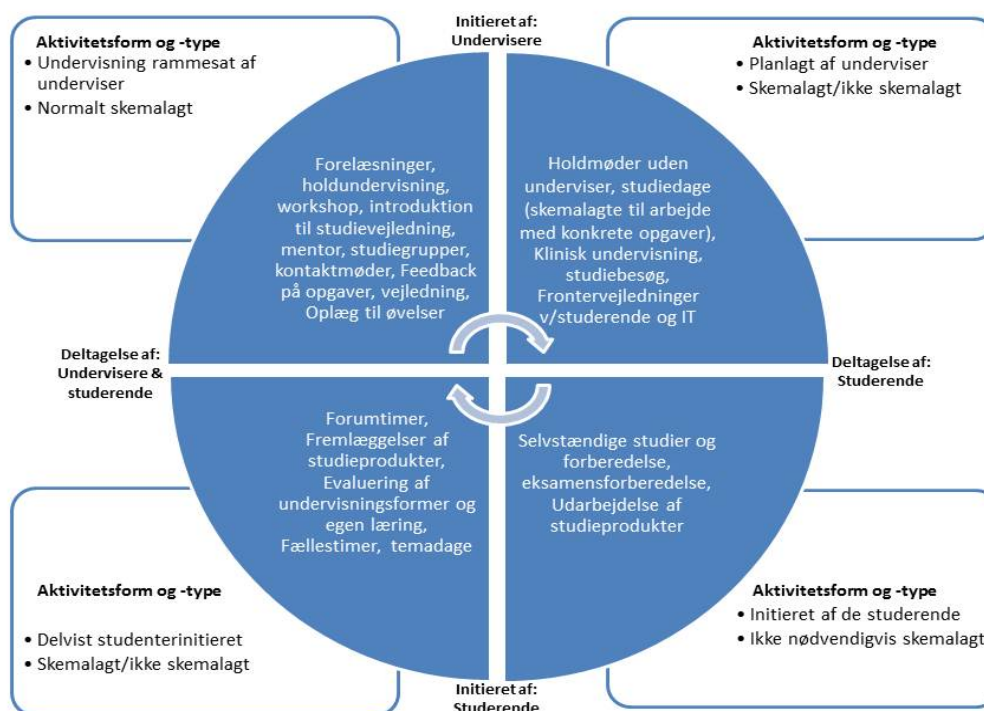 Initieret af:
Undervisere
Aktivitetsform og -type
• Undervisning rammesat af
underviser
• Normalt skemalagt
Aktivitetsform og -type
• Planlagt af underviser
• Skemalagt/ikke skemalagt
Forelæsninger,
holdundervisning,
workshop, introduktion
til studievejledning,
mentor, studiegrupper,
kontaktmøder, Feedback
på opgaver, vejledning,
Oplæg til øvelser
Holdmøder uden
underviser, studiedage
(skemalagte til arbejde
med konkrete opgaver),
Klinisk undervisning,
studiebesøg,
Frontervejledninger
v/studerende og IT
Deltagelse af:
Undervisere &
studerende
Deltagelse af:
Studerende
Forumtimer,
Fremlæggelser af
studieprodukter,
Evaluering af
undervisningsformer og
egen læring,
Fællestimer, temadage
Selvstændige studier og
forberedelse,
eksamensforberedelse,
Udarbejdelse af
studieprodukter
Aktivitetsform og -type
• Delvist studenterinitieret
• Skemalagt/ikke skemalagt
Aktivitetsform og -type
• Initieret af de studerende
• Ikke nødvendigvis skemalagt
Initieret af:
Studerende